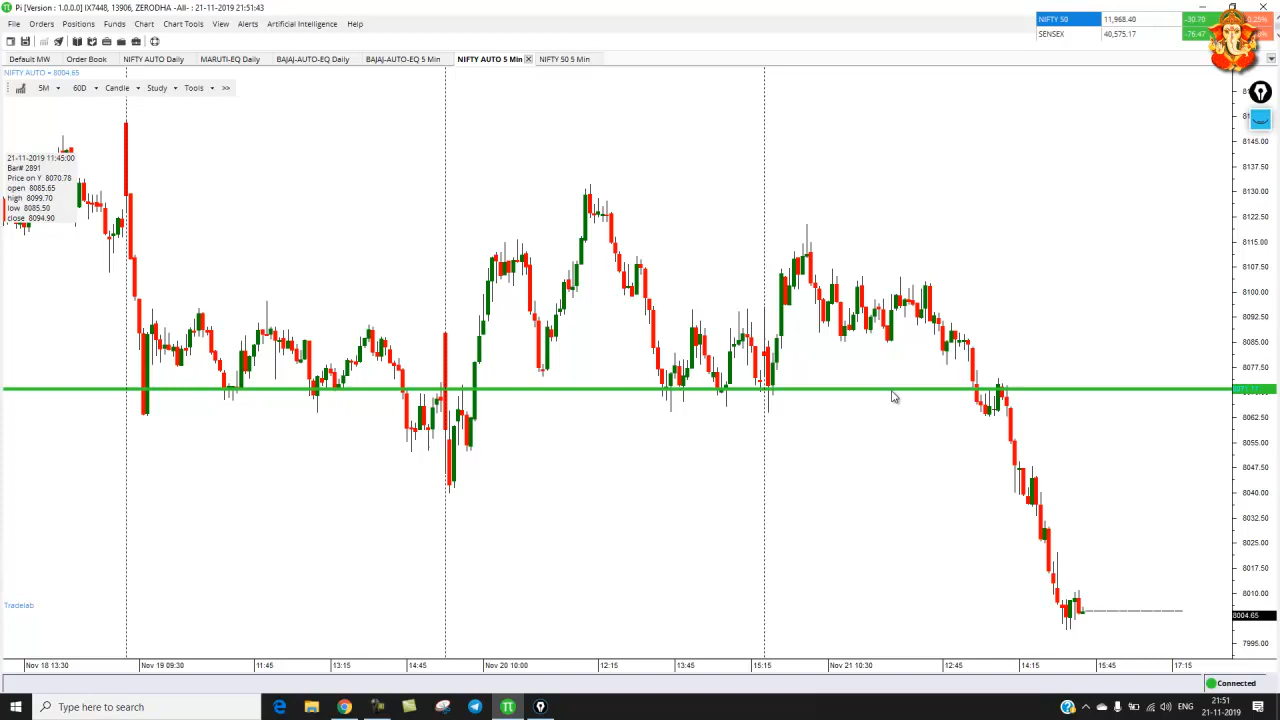 Pi [Version : 1.0.0.0] IX7448, 13906, ZERODHA -All- : 21-11-2019 21:51:43
File Orders Positions Funds Chart Chart Tools View Alerts Artificial Intelligence Help
NIFTY 50 11,968.40 -30.70
SENSEX 40,575.17 -76.47
Default MW Order Book NIFTY AUTO Daily MARUTI-EQ Daily BAJAJ-AUTO-EQ Daily BAJAJ-AUTO-EQ 5 Min NIFTY AUTO 5 Min NIFTY 50 5 Min
NIFTY AUTO = 8004.65
5M 60D Candle Study Tools >>
21-11-2019 11:45:00
Bar# 2891
Price on Y 8070.78
open 8085.65
high 8099.70
low 8085.50
close 8094.90
8145.00
8137.50
8130.00
8122.50
8115.00
8107.50
8100.00
8092.50
8085.00
8077.50
8062.50
8055.00
8047.50
8040.00
8032.50
8025.00
8017.50
8010.00
8004.65
7995.00
Tradelab
Nov 18 13:30 Nov 19 09:30 11:45 13:15 14:45 Nov 20 10:00 12:15 13:45 15:15 Nov 21 10:30 12:45 14:15 15:45 17:15
Connected
Type here to search
ENG
21:51
21-11-2019